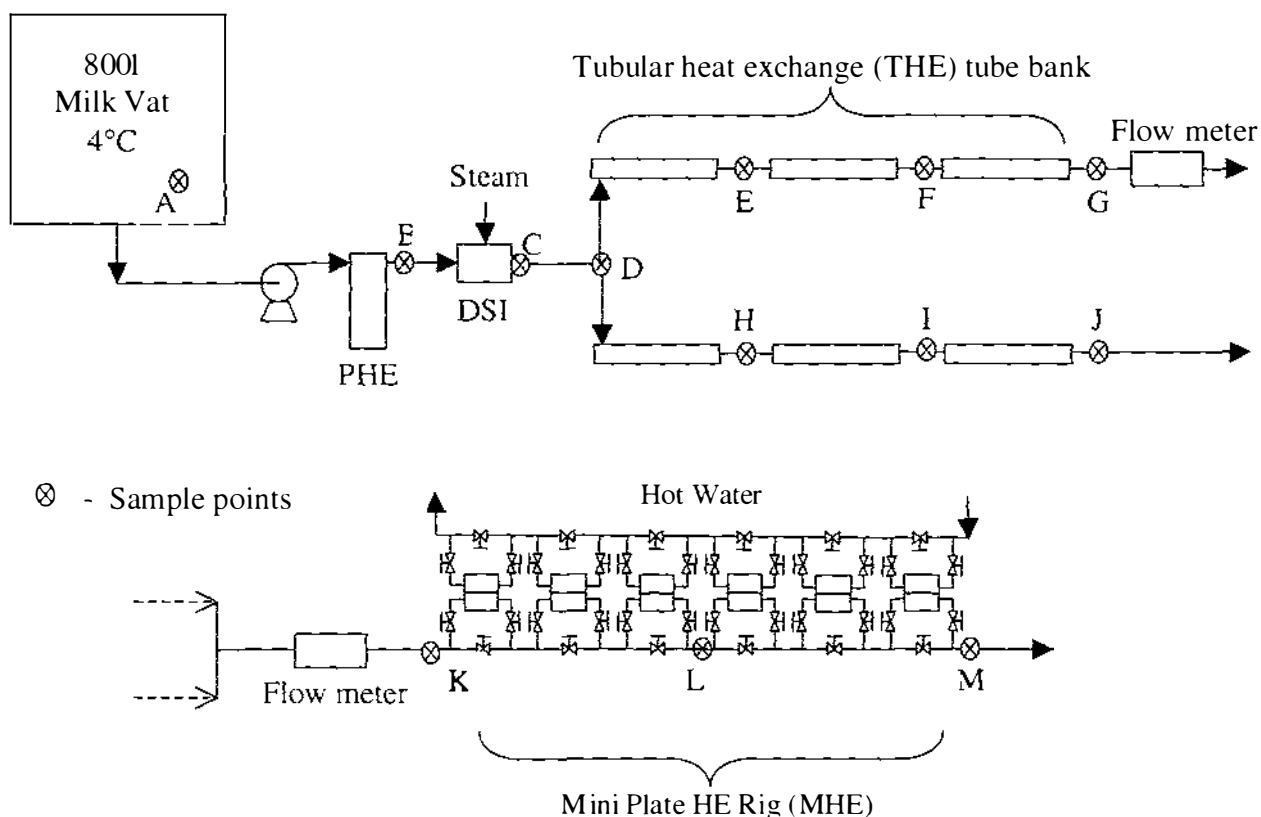 800l
Milk Vat
4°C
A
Tubular heat exchange (THE) tube bank
Flow meter
Steam
E
F
G
B
C
D
DSI
PHE
H
I
J
⊗ - Sample points
Hot Water
K
L
M
Flow meter
Mini Plate HE Rig (MHE)